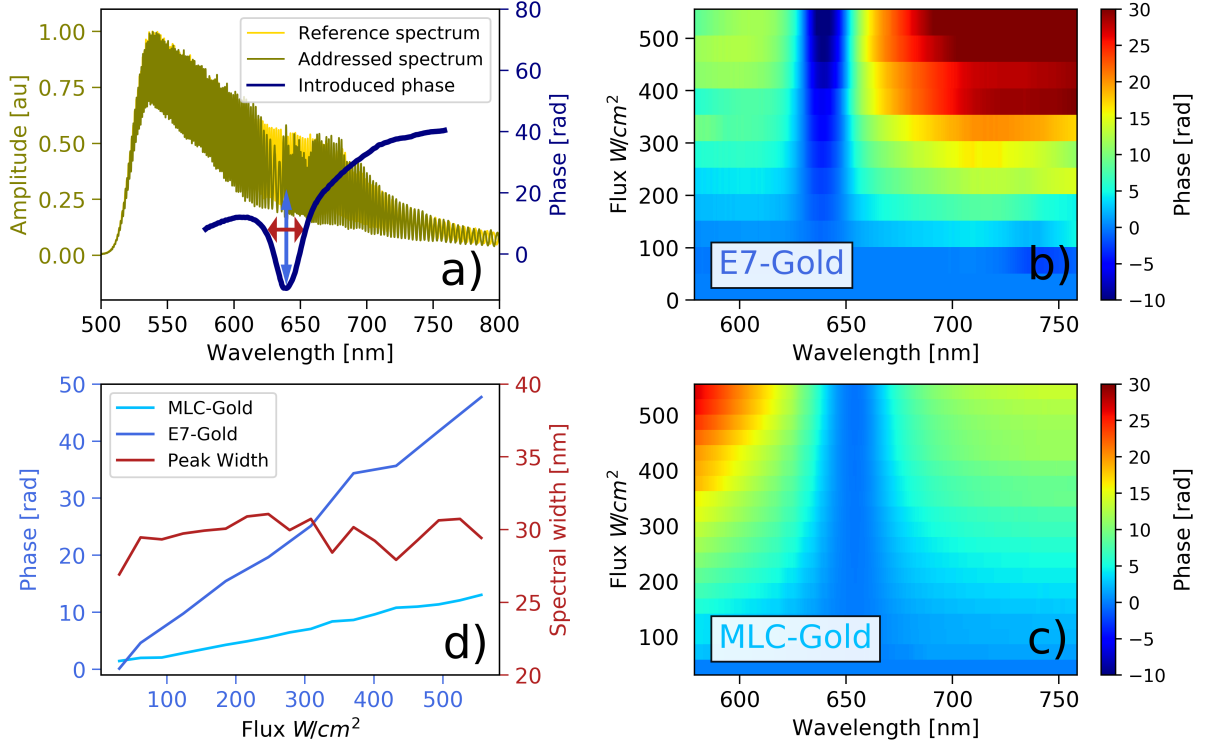 1.00
0.75
0.50
0.25
0.00
Amplitude [au]
Reference spectrum
Addressed spectrum
Introduced phase
80
60
40
20
0
Phase [rad]
a)
500
550
600
650
700
750
800
Wavelength [nm]
500
400
300
200
100
0
Flux W/cm²
E7-Gold
b)
600
650
700
750
Wavelength [nm]
30
25
20
15
10
5
0
−5
−10
Phase [rad]
50
40
30
20
10
0
Phase [rad]
MLC-Gold
E7-Gold
Peak Width
40
35
30
25
20
Spectral width [nm]
d)
100
200
300
400
500
Flux W/cm²
500
400
300
200
100
Flux W/cm²
MLC-Gold
c)
600
650
700
750
Wavelength [nm]
30
25
20
15
10
5
0
−5
−10
Phase [rad]